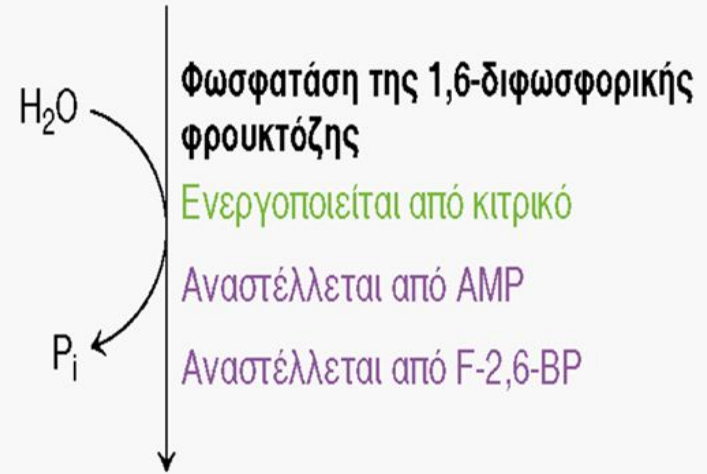 H₂O
Φωσφατάση της 1,6-διφωσφορικής
φρουκτόζης
Ενεργοποιείται από κιτρικό
Αναστέλλεται από AMP
Pᵢ
Αναστέλλεται από F-2,6-BP